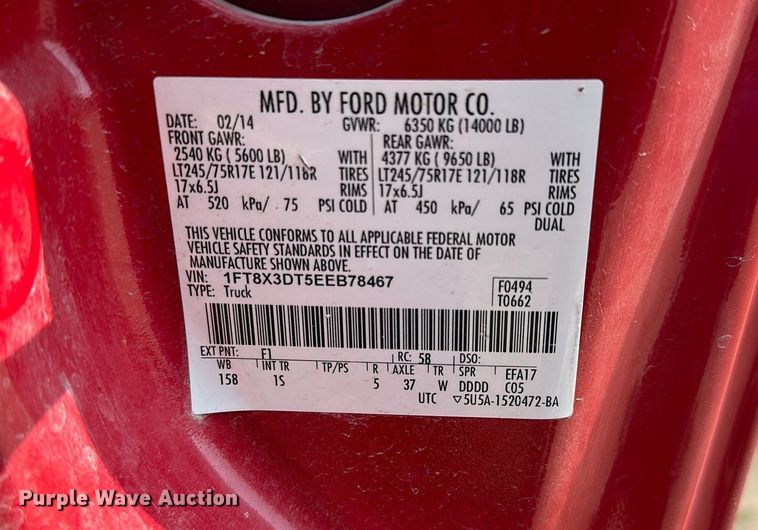 MFD. BY FORD MOTOR CO.
DATE: 02/14 GVWR: 6350 KG (14000 LB)
FRONT GAWR: REAR GAWR:
2540 KG ( 5600 LB) WITH 4377 KG ( 9650 LB) WITH
LT245/75R17E 121/118R TIRES LT245/75R17E 121/118R TIRES
17x6.5J RIMS 17x6.5J RIMS
AT 520 kPa/ 75 PSI COLD AT 450 kPa/ 65 PSI COLD
DUAL
THIS VEHICLE CONFORMS TO ALL APPLICABLE FEDERAL MOTOR
VEHICLE SAFETY STANDARDS IN EFFECT ON THE DATE OF
MANUFACTURE SHOWN ABOVE.
VIN: 1FT8X3DT5EEB78467 F0494
TYPE: Truck T0662
EXT PNT: F1 RC: 58 DSO:
WB INT TR TP/PS R AXLE TR SPR EFA17
158 1S 5 37 W DDDD C05
UTC ▽5U5A-1520472-BA
Purple Wave Auction